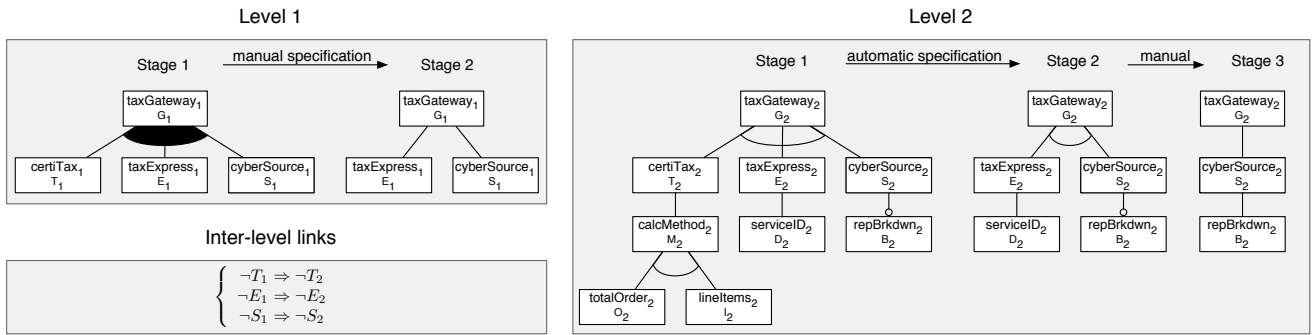 Level 1
Level 2
Stage 1 manual specification Stage 2
taxGateway₁
G₁
certiTax₁
T₁
taxExpress₁
E₁
cyberSource₁
S₁
taxGateway₁
G₁
taxExpress₁
E₁
cyberSource₁
S₁
Inter-level links
¬T₁ ⇒ ¬T₂
¬E₁ ⇒ ¬E₂
¬S₁ ⇒ ¬S₂
Stage 1 automatic specification Stage 2 manual Stage 3
taxGateway₂
G₂
certiTax₂
T₂
taxExpress₂
E₂
cyberSource₂
S₂
calcMethod₂
M₂
serviceID₂
D₂
repBrkdwn₂
B₂
totalOrder₂
O₂
lineItems₂
I₂
taxGateway₂
G₂
taxExpress₂
E₂
cyberSource₂
S₂
serviceID₂
D₂
repBrkdwn₂
B₂
taxGateway₂
G₂
cyberSource₂
S₂
repBrkdwn₂
B₂